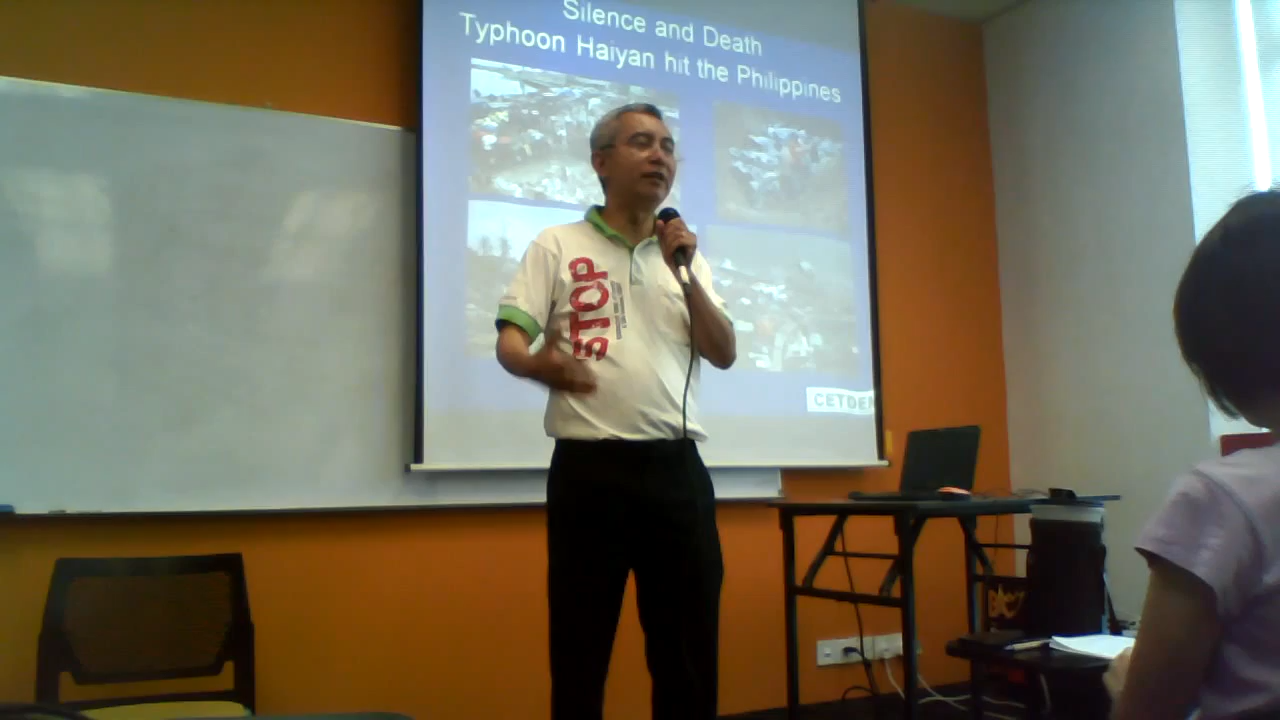 Silence and Death
Typhoon Haiyan hit the Philippines
STOP
CETDEM